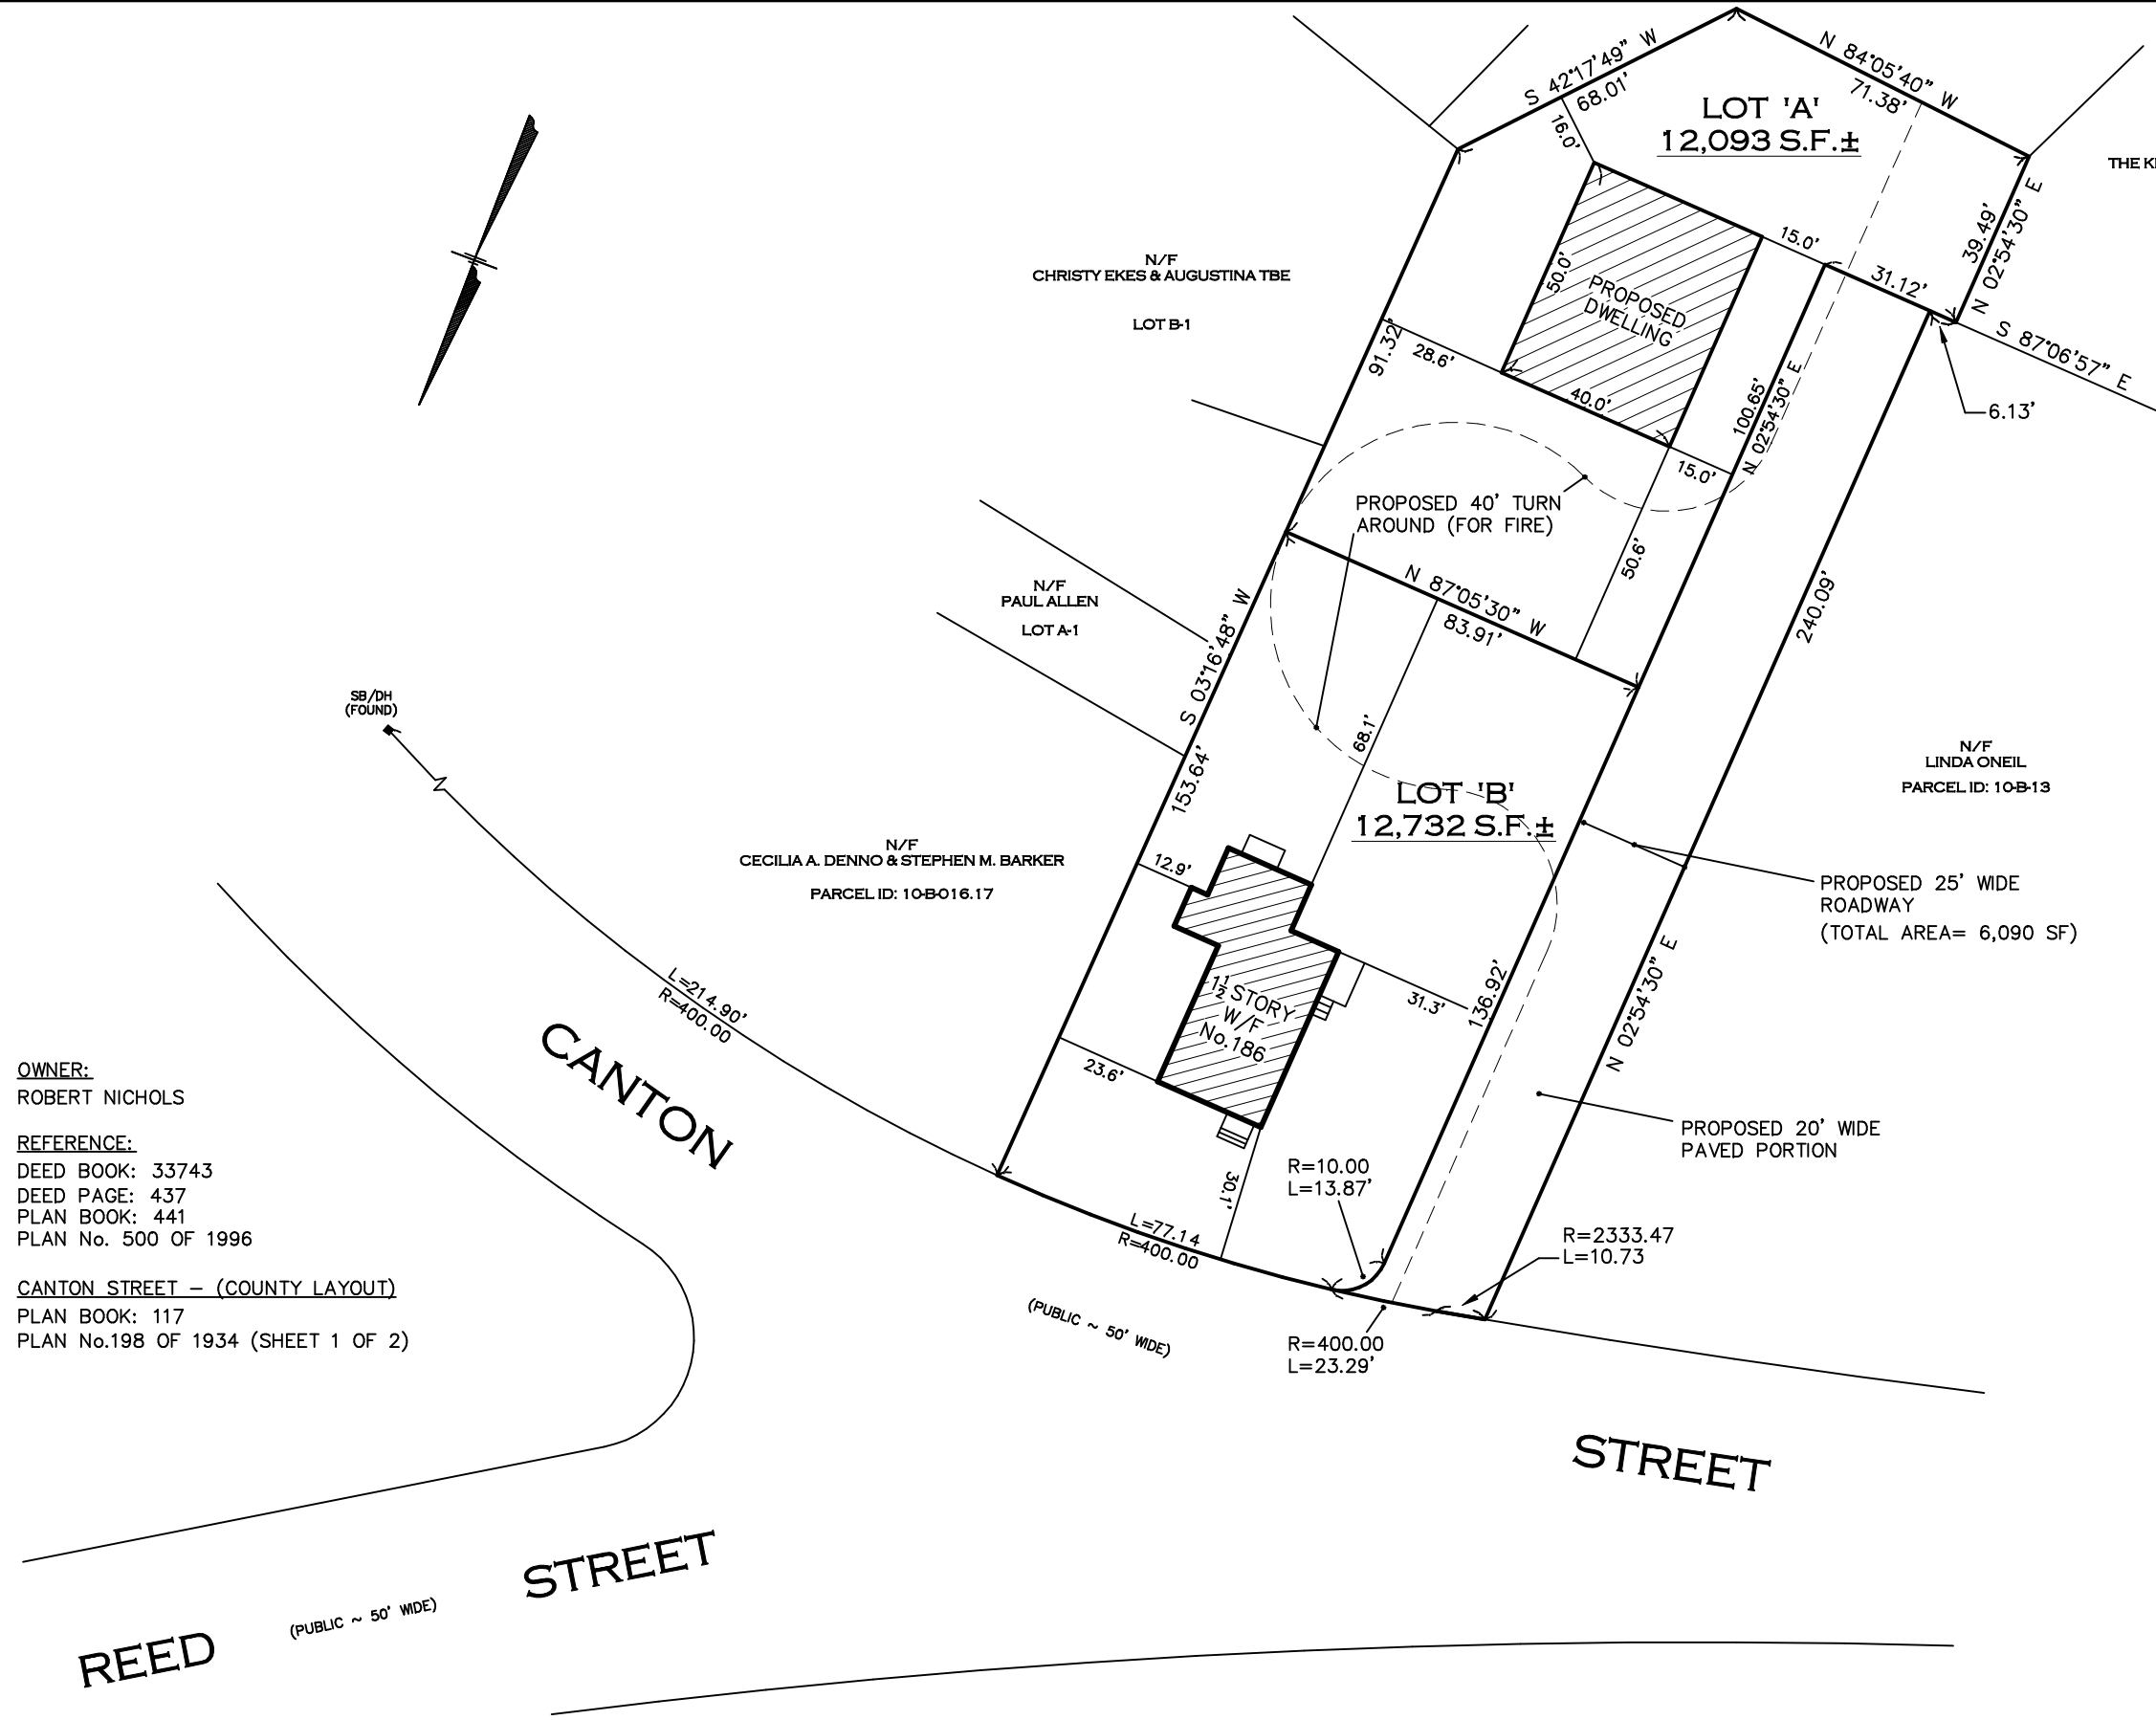 S 42°17'49" W
68.01'
N 84°05'40" W
71.38'
LOT 'A'
12,093 S.F.±
16.0'
39.49'
N 02°54'30" E
15.0'
31.12'
S 87°06'57" E
6.13'
N/F
CHRISTY EKES & AUGUSTINA TBE
LOT B-1
50.0'
PROPOSED
DWELLING
91.32'
28.6'
40.0'
100.65'
N 02°54'30" E
15.0'
PROPOSED 40' TURN
AROUND (FOR FIRE)
50.6'
N/F
PAUL ALLEN
LOT A-1
N 87°05'30" W
83.91'
240.09'
S 03°16'48" W
153.64'
68.1'
SB/DH
(FOUND)
N/F
LINDA ONEIL
PARCEL ID: 10-B-13
LOT 'B'
12,732 S.F.±
N/F
CECILIA A. DENNO & STEPHEN M. BARKER
PARCEL ID: 10-B-016.17
12.9'
PROPOSED 25' WIDE
ROADWAY
(TOTAL AREA= 6,090 SF)
1½ STORY
W/F
No.186
31.3'
136.92'
N 02°54'30" E
23.6'
L=214.90'
R=400.00
CANTON
OWNER:
ROBERT NICHOLS
REFERENCE:
DEED BOOK: 33743
DEED PAGE: 437
PLAN BOOK: 441
PLAN No. 500 OF 1996
CANTON STREET – (COUNTY LAYOUT)
PLAN BOOK: 117
PLAN No.198 OF 1934 (SHEET 1 OF 2)
PROPOSED 20' WIDE
PAVED PORTION
30.1'
R=10.00
L=13.87'
L=77.14
R=400.00
R=2333.47
L=10.73
(PUBLIC ~ 50' WIDE)
R=400.00
L=23.29'
STREET
STREET
(PUBLIC ~ 50' WIDE)
REED